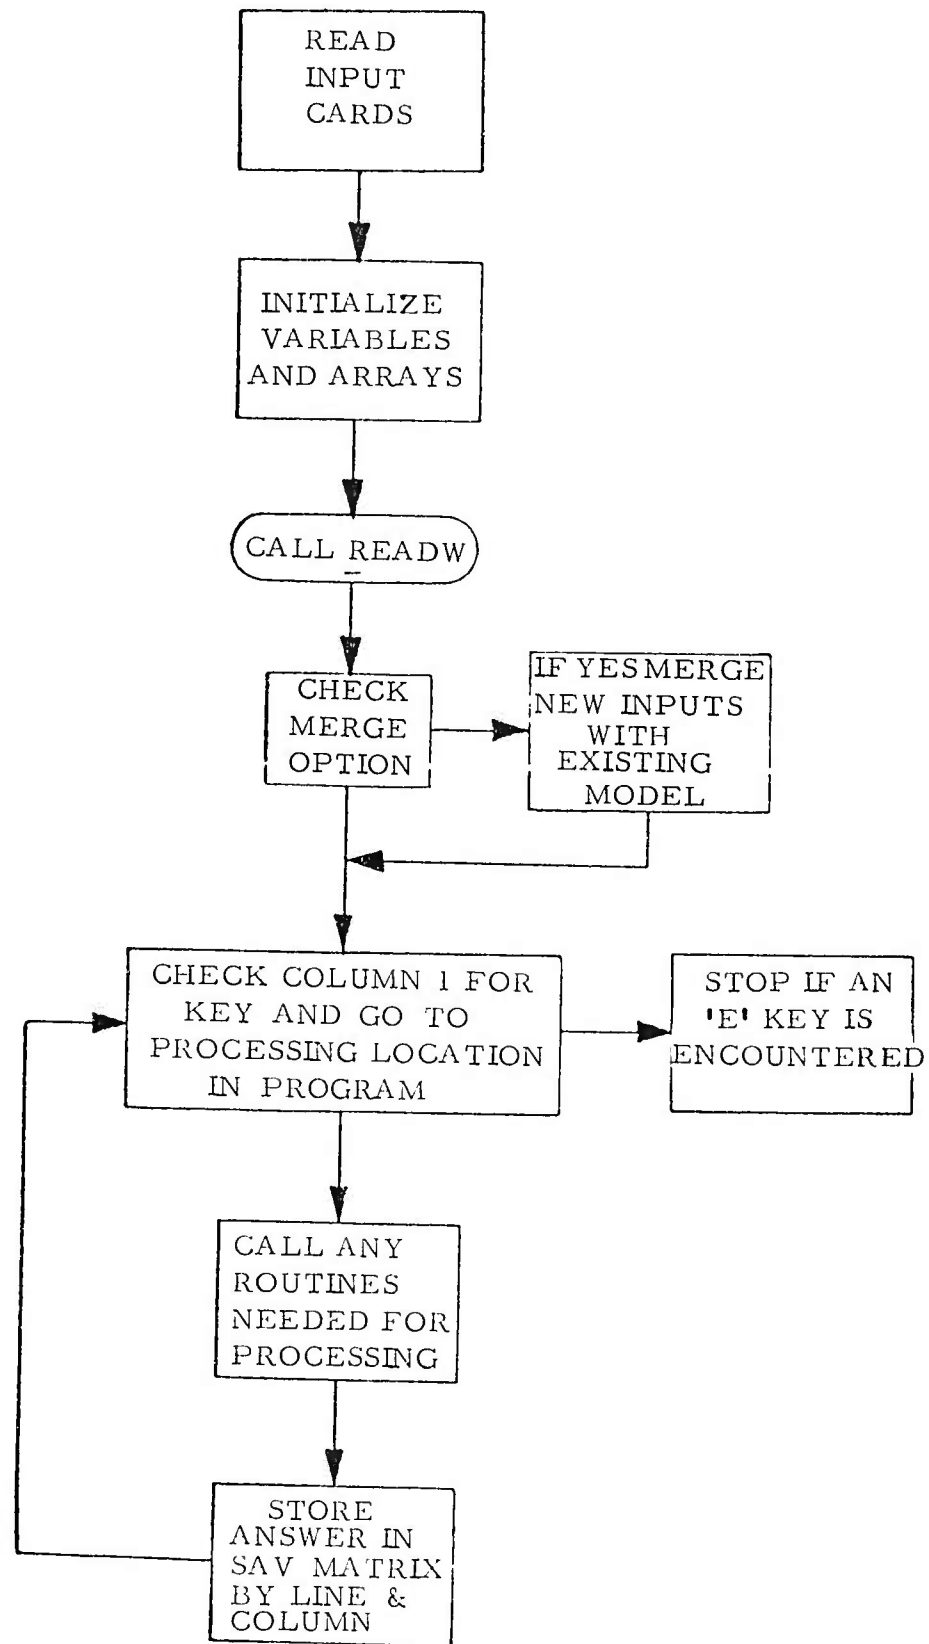 READ
INPUT
CARDS
INITIALIZE
VARIABLES
AND ARRAYS
CALL READW
CHECK
MERGE
OPTION
IF YES MERGE
NEW INPUTS
WITH
EXISTING
MODEL
CHECK COLUMN 1 FOR
KEY AND GO TO
PROCESSING LOCATION
IN PROGRAM
STOP IF AN
'E' KEY IS
ENCOUNTERED
CALL ANY
ROUTINES
NEEDED FOR
PROCESSING
STORE
ANSWER IN
SAV MATRIX
BY LINE &
COLUMN